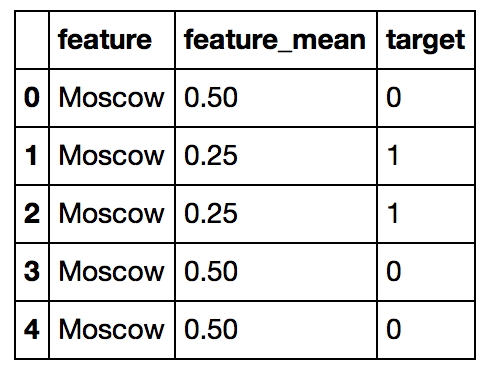 feature feature_mean target
0 Moscow 0.50 0
1 Moscow 0.25 1
2 Moscow 0.25 1
3 Moscow 0.50 0
4 Moscow 0.50 0